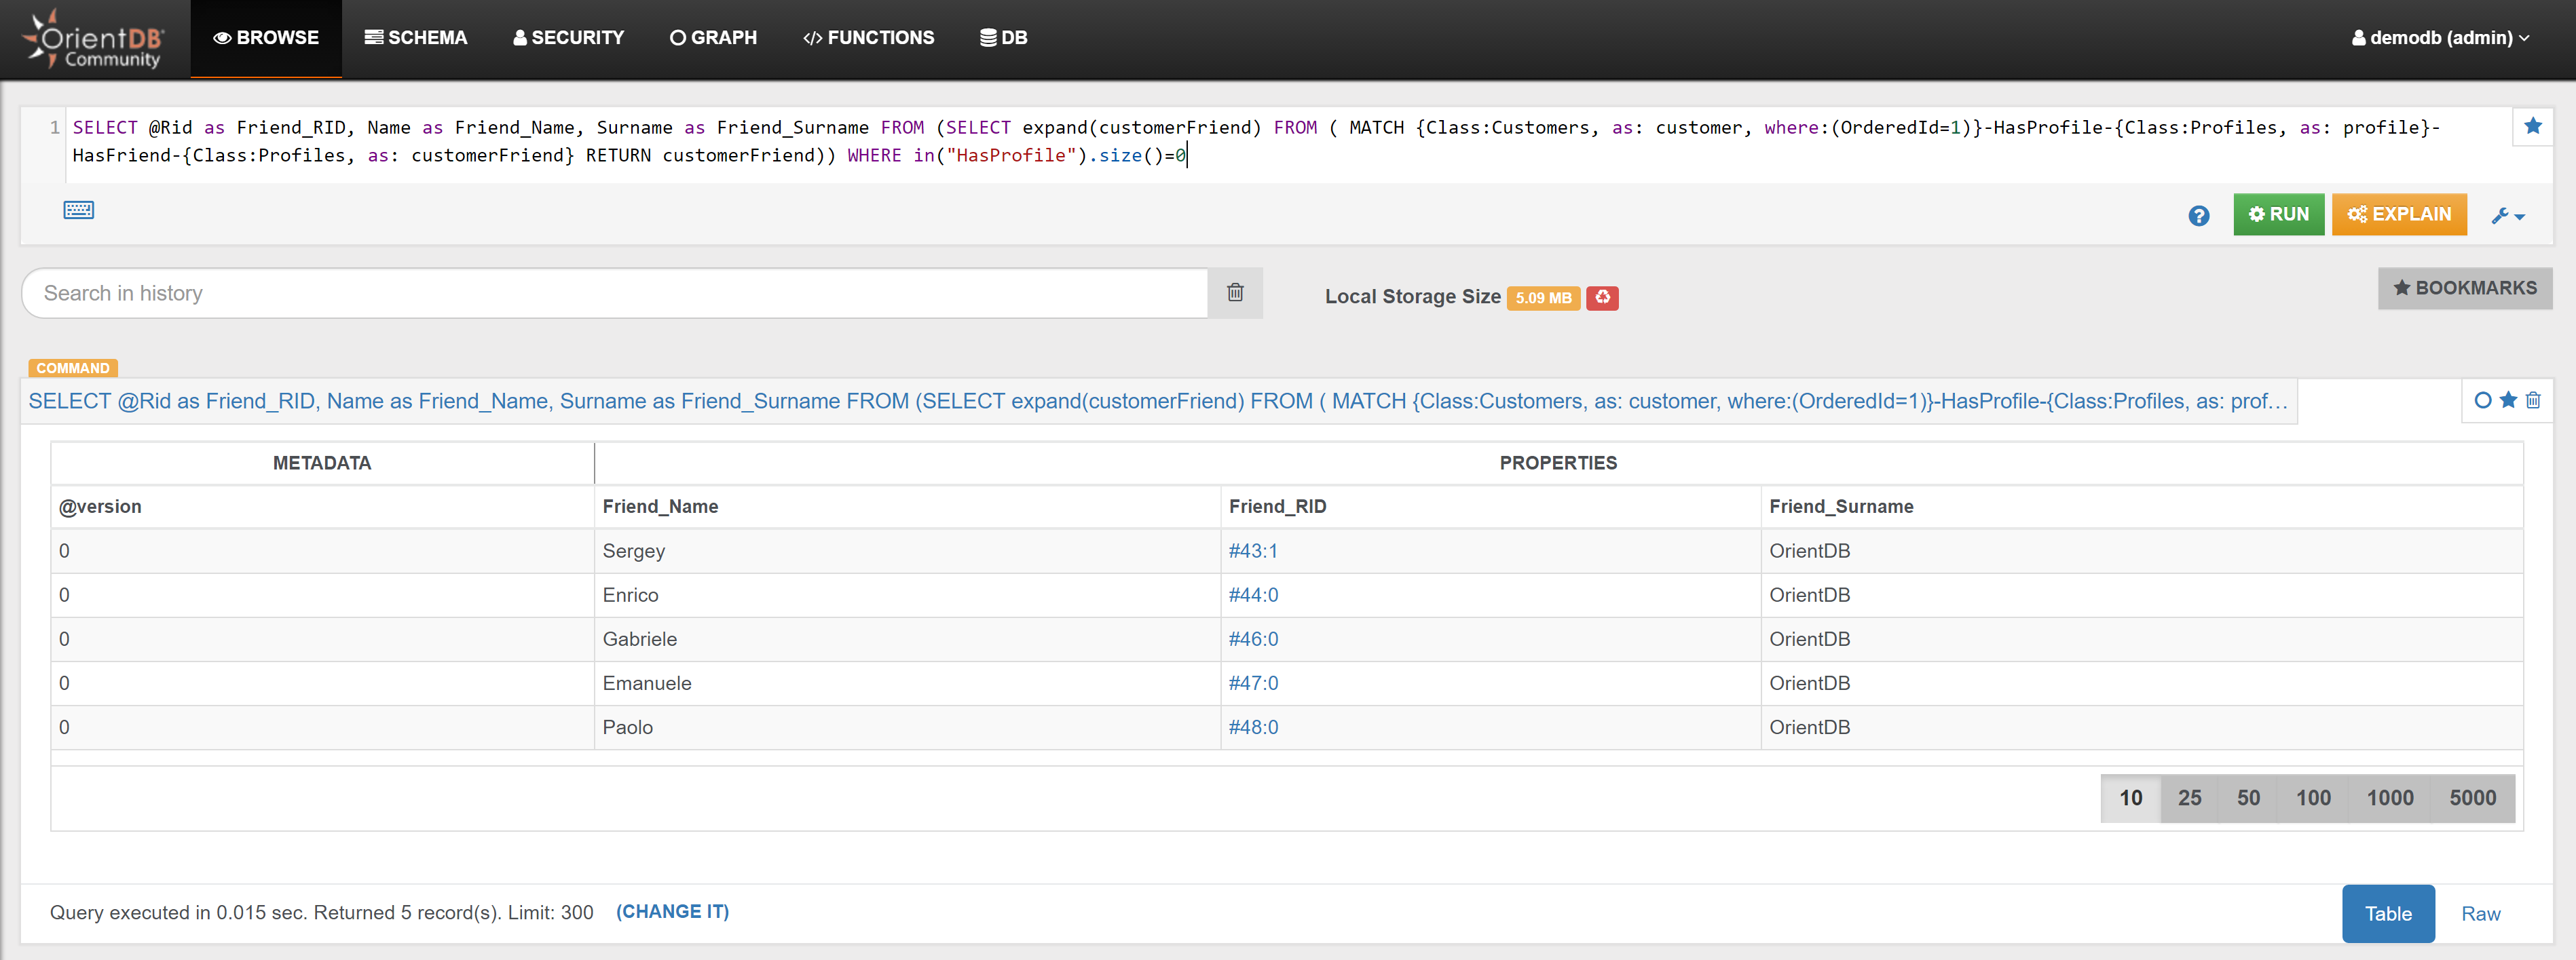 OrientDB Community BROWSE SCHEMA SECURITY GRAPH </> FUNCTIONS DB demodb (admin)
1 SELECT @Rid as Friend_RID, Name as Friend_Name, Surname as Friend_Surname FROM (SELECT expand(customerFriend) FROM ( MATCH {Class:Customers, as: customer, where:(OrderedId=1)}-HasProfile-{Class:Profiles, as: profile}-
HasFriend-{Class:Profiles, as: customerFriend} RETURN customerFriend)) WHERE in("HasProfile").size()=0
? RUN EXPLAIN
Search in history Local Storage Size 5.09 MB BOOKMARKS
COMMAND
SELECT @Rid as Friend_RID, Name as Friend_Name, Surname as Friend_Surname FROM (SELECT expand(customerFriend) FROM ( MATCH {Class:Customers, as: customer, where:(OrderedId=1)}-HasProfile-{Class:Profiles, as: prof…
METADATA PROPERTIES
@version Friend_Name Friend_RID Friend_Surname
0 Sergey #43:1 OrientDB
0 Enrico #44:0 OrientDB
0 Gabriele #46:0 OrientDB
0 Emanuele #47:0 OrientDB
0 Paolo #48:0 OrientDB
10 25 50 100 1000 5000
Query executed in 0.015 sec. Returned 5 record(s). Limit: 300 (CHANGE IT) Table Raw